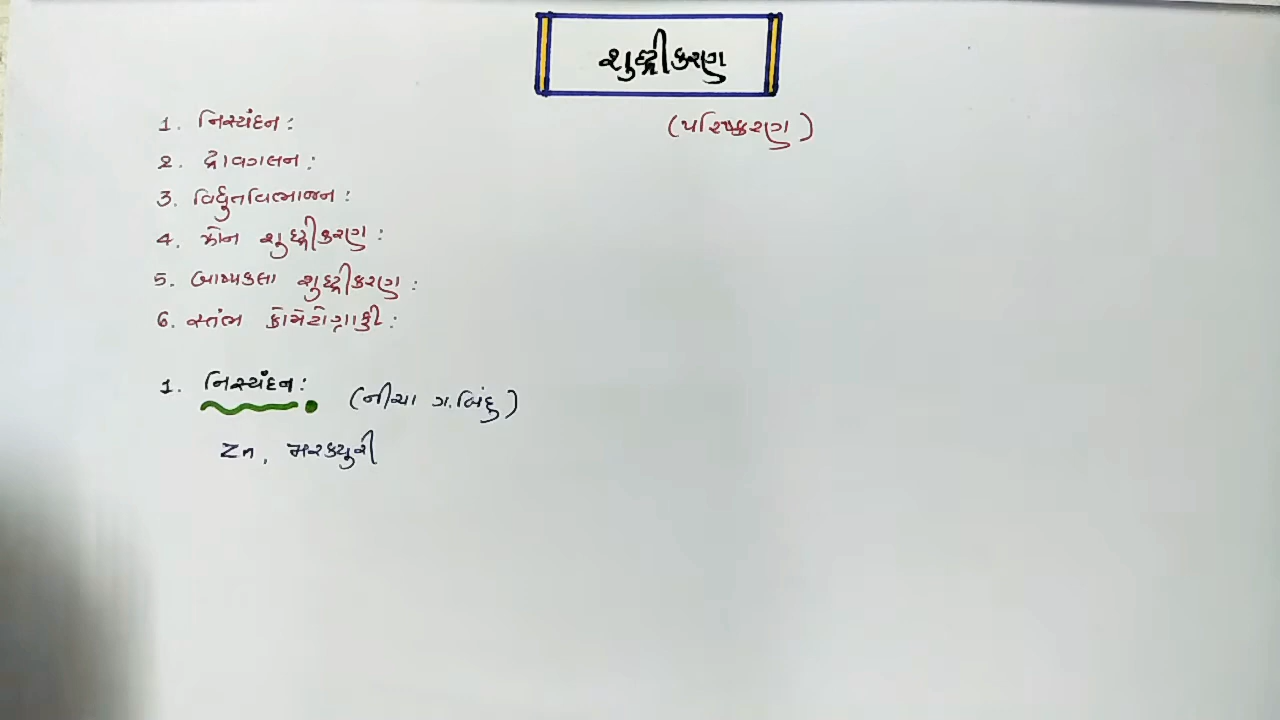 શુદ્ધીકરણ
(પરિષ્કરણ)
1. નિસ્યંદન :
2. દ્રાવગલન :
3. વિદ્યુતવિભાજન :
4. ઝોન શુદ્ધીકરણ :
5. બાષ્પકલા શુદ્ધીકરણ :
6. સ્તંભ ક્રોમેટોગ્રાફી :
1. નિસ્યંદન :
(નીચા ગ.બિંદુ)
Zn, મરક્યુરી